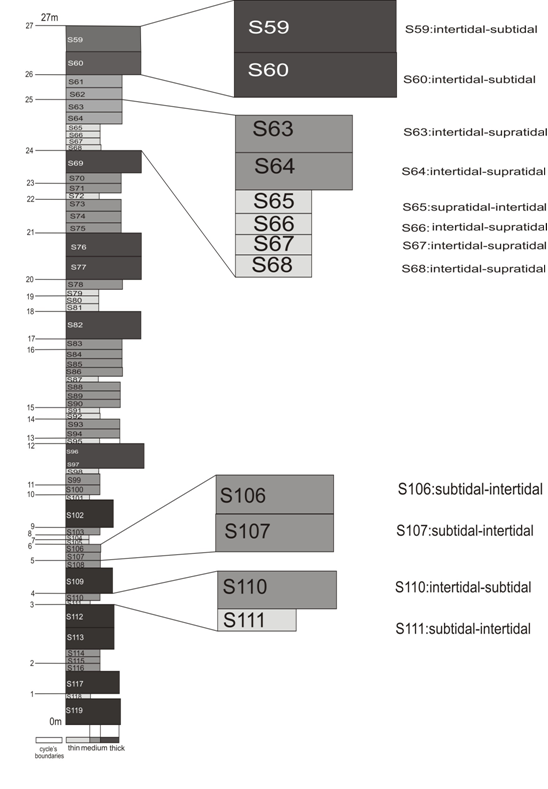 27m
27
S59
S60
26
S61
S62
25
S63
S64
S65
S66
S67
S68
24
S69
S70
23
S71
S72
22
S73
S74
S75
21
S76
S77
20
S78
19
S79
S80
S81
18
S82
17
S83
16
S84
S85
S86
S87
S88
S89
S90
15
S91
S92
14
S93
S94
13
S95
12
S96
S97
S98
S99
11
S100
10
S101
S102
9
8
S103
S104
7
S105
6
S106
S107
5
S108
S109
4
S110
S111
3
S112
S113
S114
2
S115
S116
S117
1
S118
S119
0m
cycle's
boundaries
thin medium thick
S59 S59:intertidal-subtidal
S60 S60:intertidal-subtidal
S63 S63:intertidal-supratidal
S64 S64:intertidal-supratidal
S65 S65:supratidal-intertidal
S66 S66: intertidal-supratidal
S67 S67:intertidal-supratidal
S68 S68:intertidal-supratidal
S106 S106:subtidal-intertidal
S107 S107:subtidal-intertidal
S110 S110:intertidal-subtidal
S111 S111:subtidal-intertidal